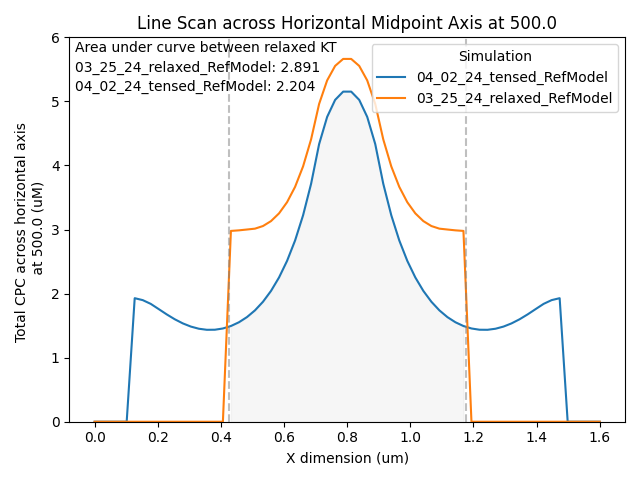 Line Scan across Horizontal Midpoint Axis at 500.0
Area under curve between relaxed KT
03_25_24_relaxed_RefModel: 2.891
04_02_24_tensed_RefModel: 2.204
Simulation
04_02_24_tensed_RefModel
03_25_24_relaxed_RefModel
Total CPC across horizontal axis
at 500.0 (uM)
6
5
4
3
2
1
0
0.0 0.2 0.4 0.6 0.8 1.0 1.2 1.4 1.6
X dimension (um)